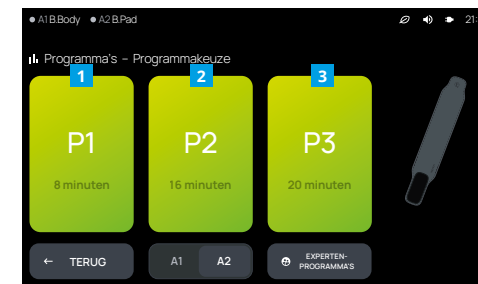 A1 B.Body A2 B.Pad 21:
Programma's – Programmakeuze
1 2 3
P1 P2 P3
8 minuten 16 minuten 20 minuten
← TERUG A1 A2 EXPERTEN-
PROGRAMMA'S